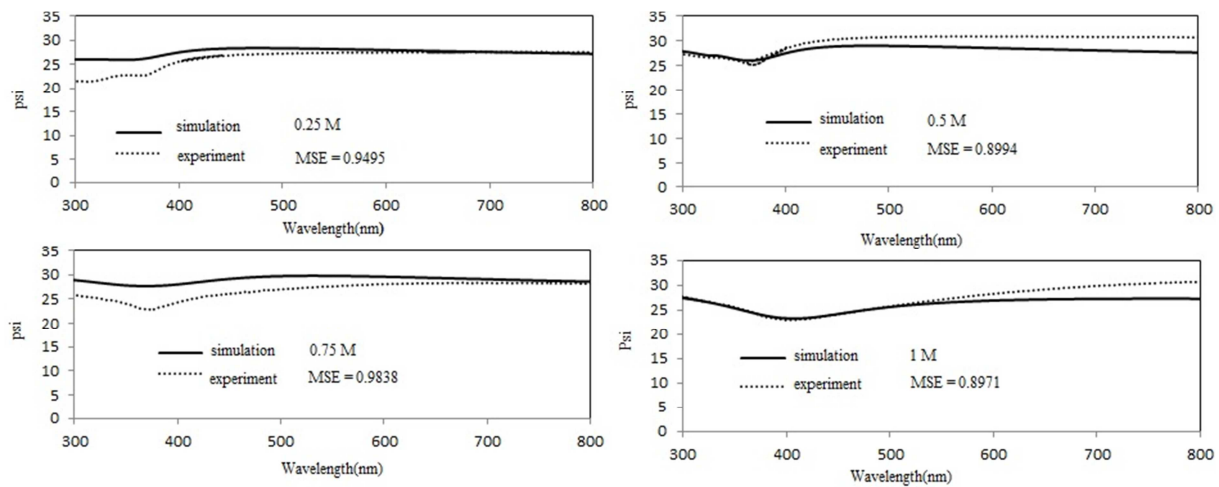 35
30
25
20
15
10
5
0
psi
simulation 0.25 M
experiment MSE = 0.9495
300 400 500 600 700 800
Wavelength(nm)
35
30
25
20
15
10
5
0
psi
simulation 0.5 M
experiment MSE = 0.8994
300 400 500 600 700 800
Wavelength(nm)
35
30
25
20
15
10
5
0
psi
simulation 0.75 M
experiment MSE = 0.9838
300 400 500 600 700 800
Wavelength(nm)
35
30
25
20
15
10
5
0
Psi
simulation 1 M
experiment MSE = 0.8971
300 400 500 600 700 800
Wavelength(nm)